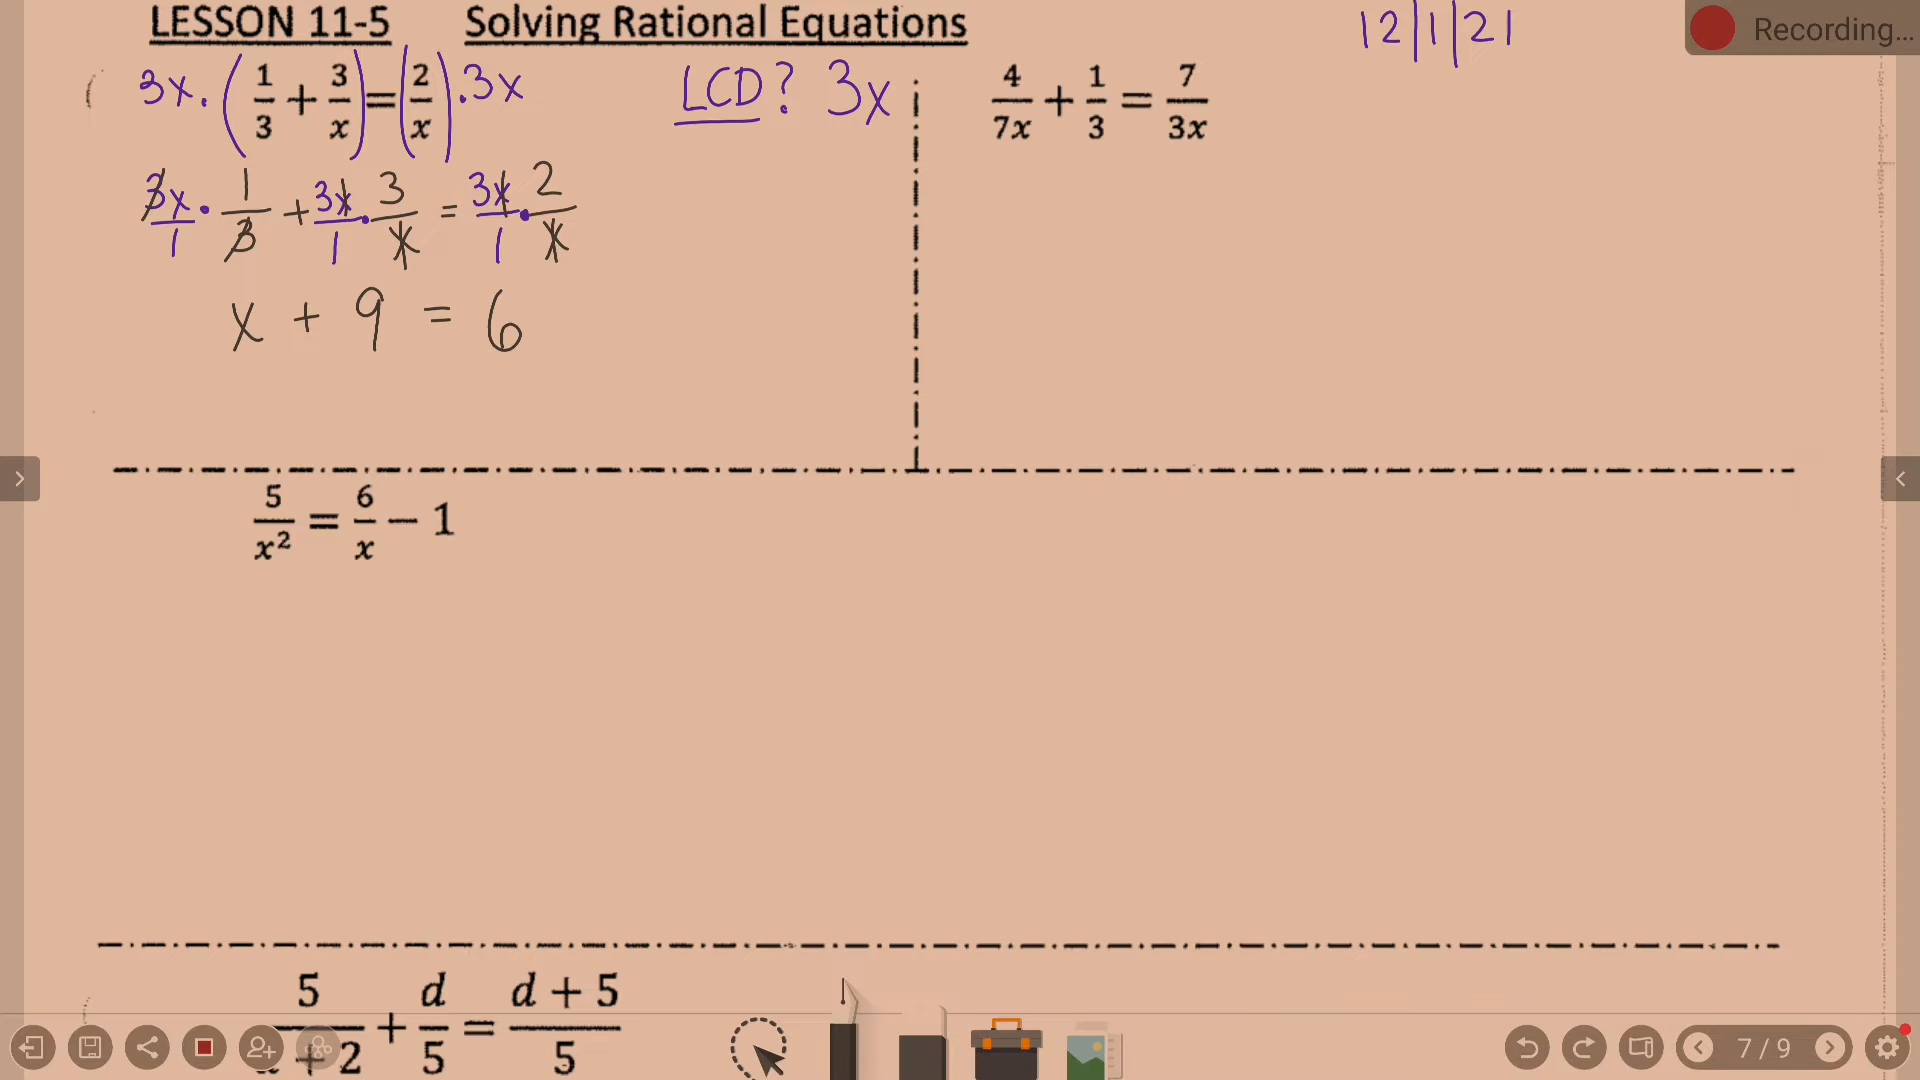 LESSON 11-5 Solving Rational Equations 12|1|21 Recording...
3x · (1/3 + 3/x) = (2/x) · 3x LCD? 3x 4/7x + 1/3 = 7/3x
3x/1 · 1/3 + 3x/1 · 3/x = 3x/1 · 2/x
x + 9 = 6
5/x² = 6/x − 1
5/ + 2 + d/5 = d + 5/5
7 / 9